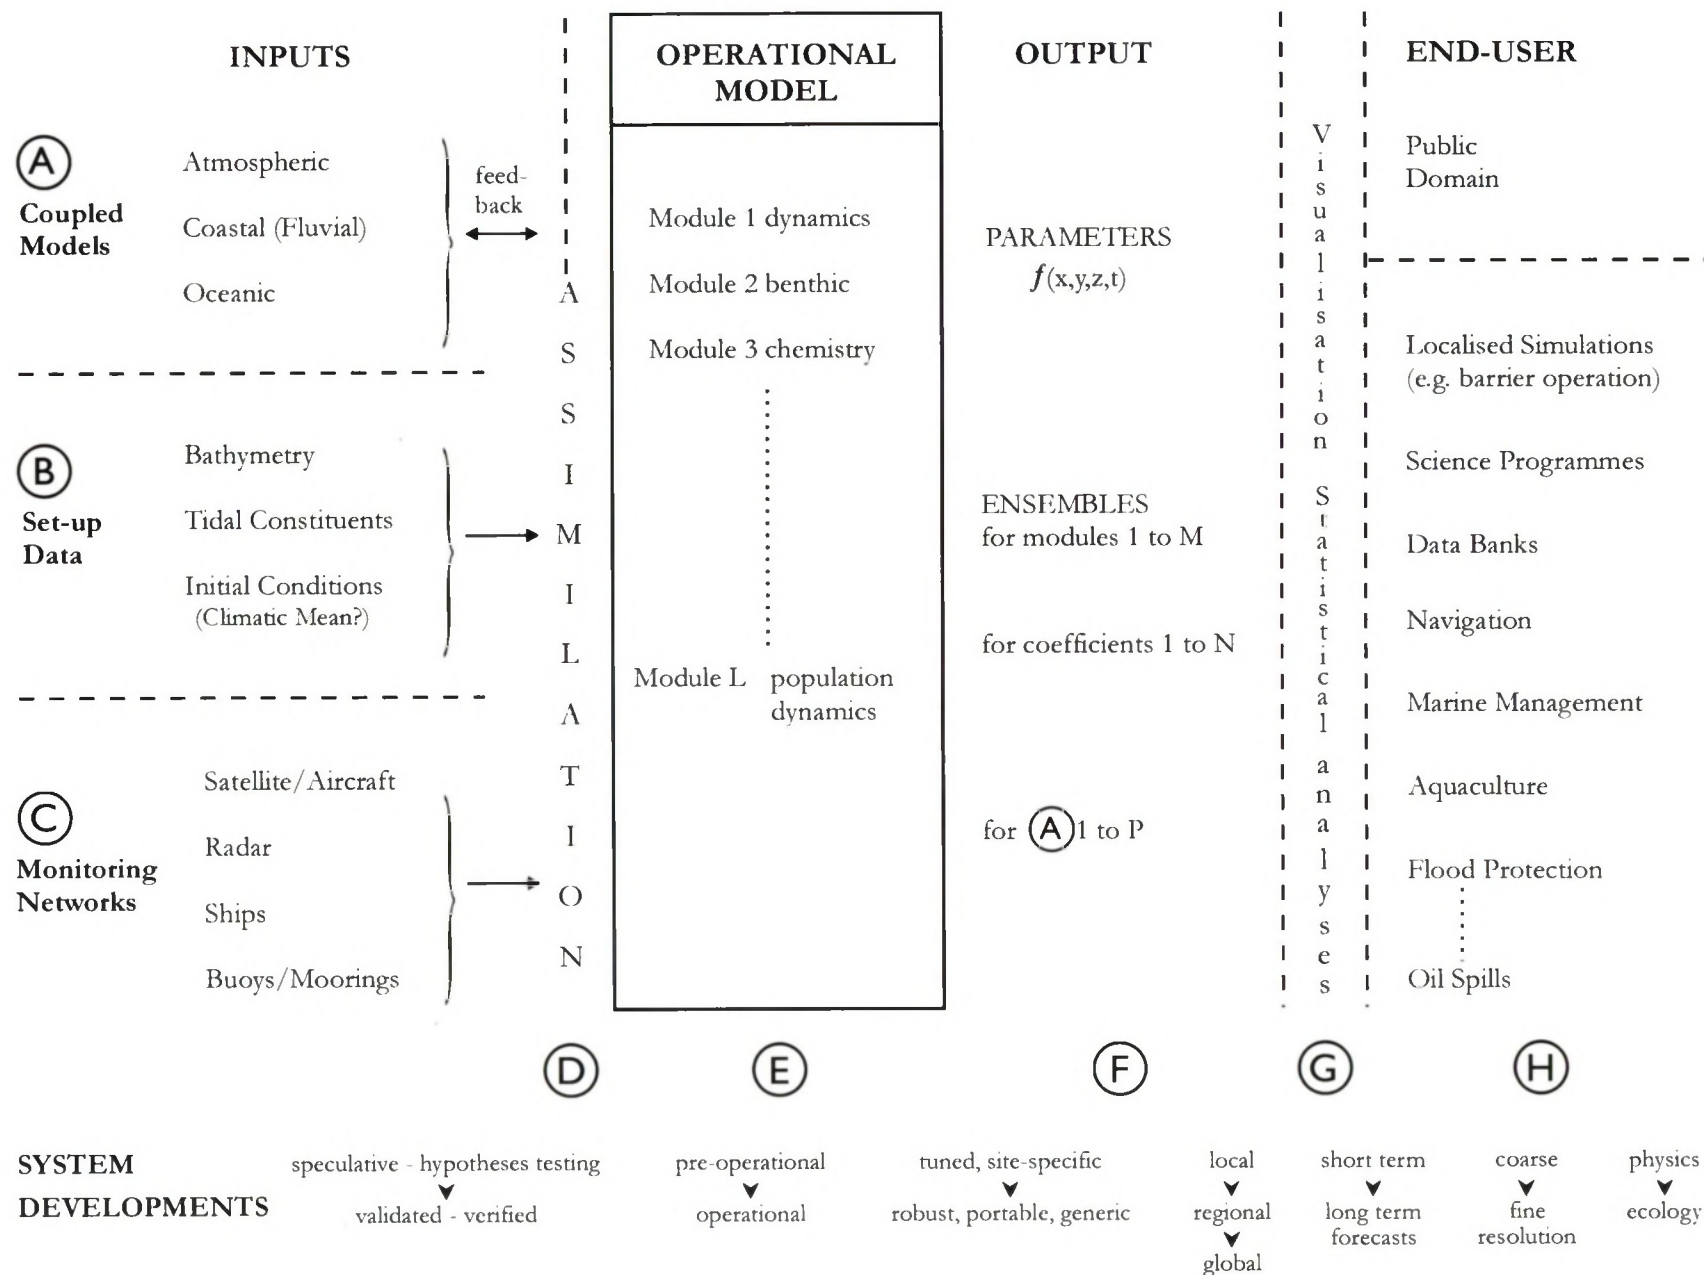 INPUTS
OPERATIONAL
MODEL
OUTPUT
END-USER
A
Coupled
Models
Atmospheric
Coastal (Fluvial)
Oceanic
feed-
back
B
Set-up
Data
Bathymetry
Tidal Constituents
Initial Conditions
(Climatic Mean?)
C
Monitoring
Networks
Satellite/Aircraft
Radar
Ships
Buoys/Moorings
ASSIMILATION
Module 1 dynamics
Module 2 benthic
Module 3 chemistry
Module L population
dynamics
PARAMETERS
f(x,y,z,t)
ENSEMBLES
for modules 1 to M
for coefficients 1 to N
for A 1 to P
Visualisation Statistical analyses
Public
Domain
Localised Simulations
(e.g. barrier operation)
Science Programmes
Data Banks
Navigation
Marine Management
Aquaculture
Flood Protection
Oil Spills
D
E
F
G
H
SYSTEM
DEVELOPMENTS
speculative - hypotheses testing
validated - verified
pre-operational
operational
tuned, site-specific
robust, portable, generic
local
regional
global
short term
long term
forecasts
coarse
fine
resolution
physics
ecology